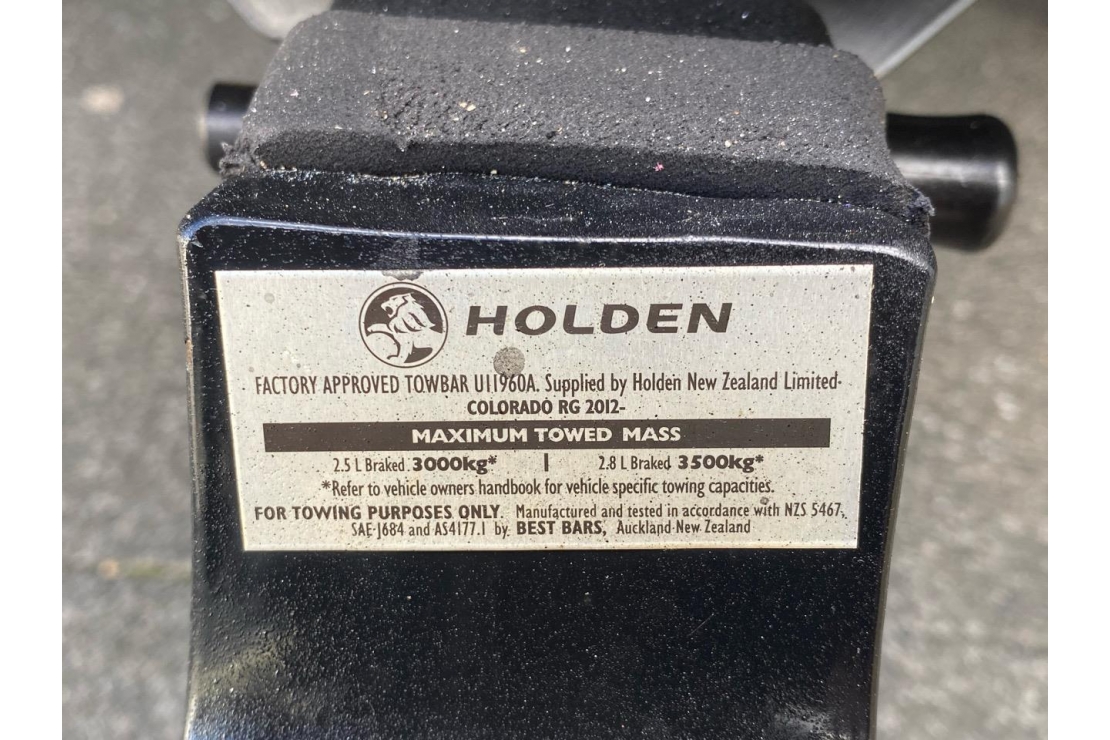 HOLDEN
FACTORY APPROVED TOWBAR U11960A. Supplied by Holden New Zealand Limited-
COLORADO RG 2012-
MAXIMUM TOWED MASS
2.5 L Braked 3000kg* | 2.8 L Braked 3500kg*
*Refer to vehicle owners handbook for vehicle specific towing capacities.
FOR TOWING PURPOSES ONLY. Manufactured and tested in accordance with NZS 5467,
SAE-J684 and AS4177.1 by BEST BARS, Auckland New Zealand